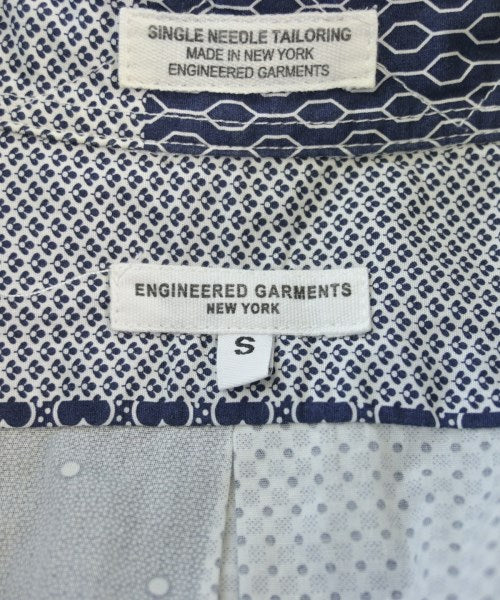 SINGLE NEEDLE TAILORING
MADE IN NEW YORK
ENGINEERED GARMENTS
ENGINEERED GARMENTS
NEW YORK
S